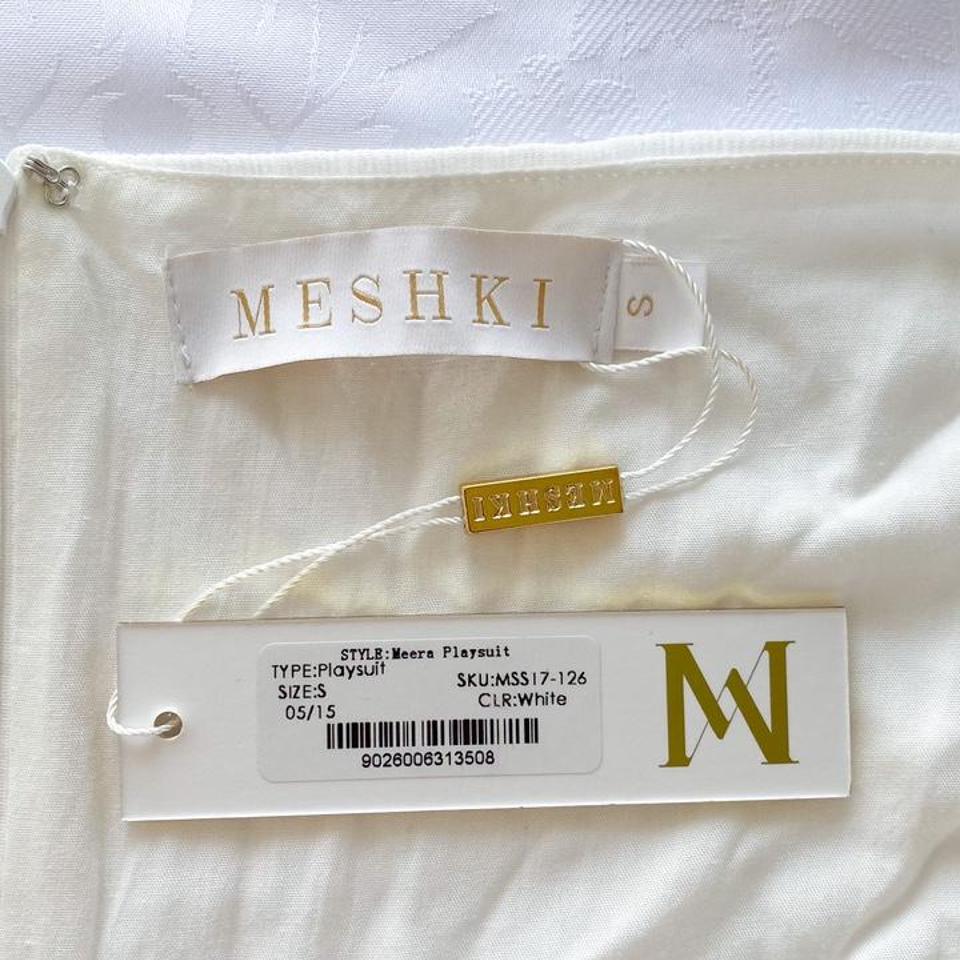 MESHKI
S
MESHKI
STYLE:Meera Playsuit
TYPE:Playsuit
SIZE:S
SKU:MSS17-126
05/15
CLR:White
9026006313508
M